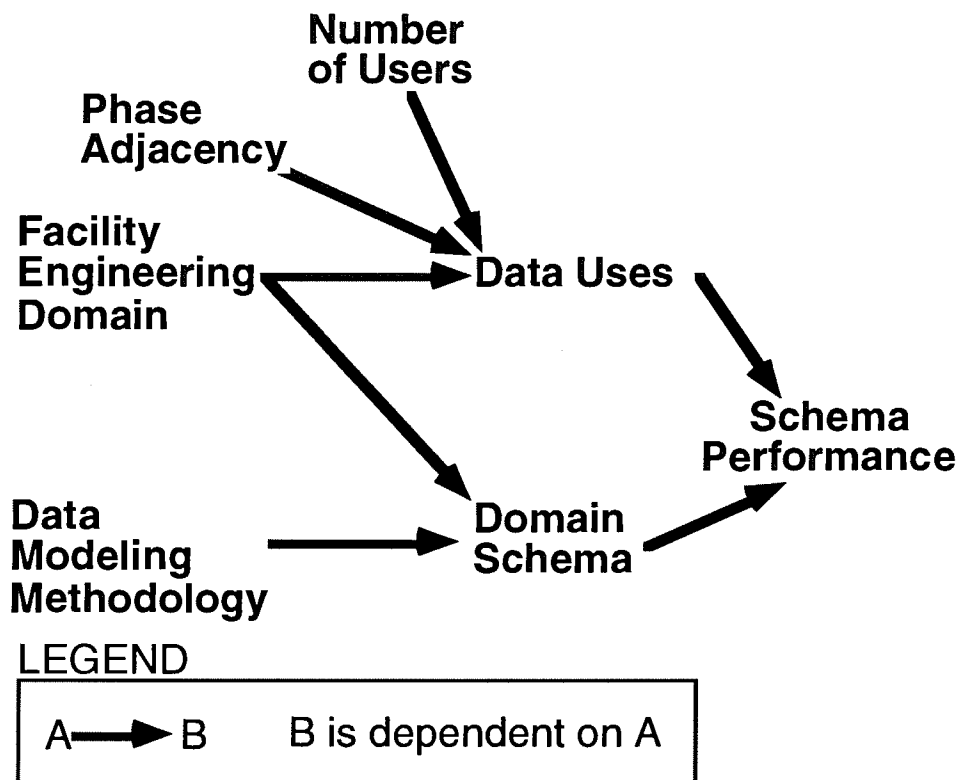 Number
of Users
Phase
Adjacency
Facility
Engineering
Domain
Data Uses
Schema
Performance
Domain
Schema
Data
Modeling
Methodology
LEGEND
A B B is dependent on A